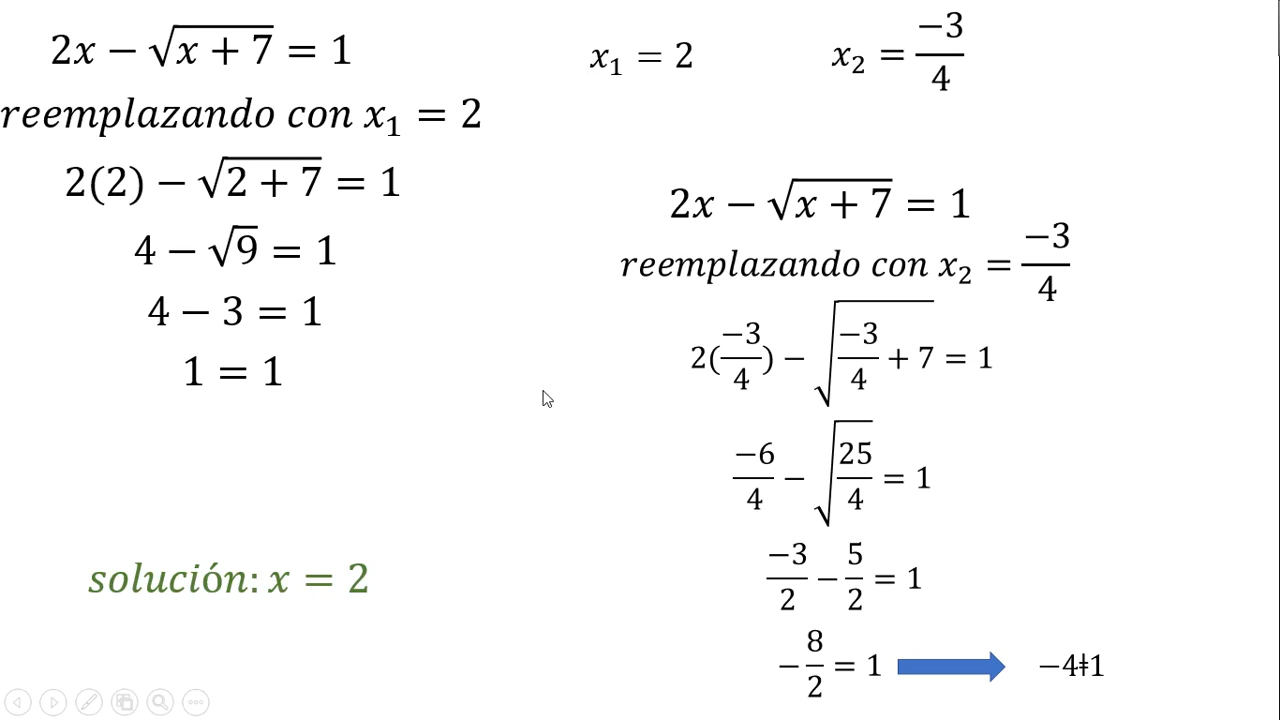 2x − √(x + 7) = 1
reemplazando con x₁ = 2
2(2) − √(2 + 7) = 1
4 − √9 = 1
4 − 3 = 1
1 = 1
solución: x = 2
x₁ = 2
x₂ = −3/4
2x − √(x + 7) = 1
reemplazando con x₂ = −3/4
2(−3/4) − √(−3/4 + 7) = 1
−6/4 − √(25/4) = 1
−3/2 − 5/2 = 1
−8/2 = 1
−4≠1